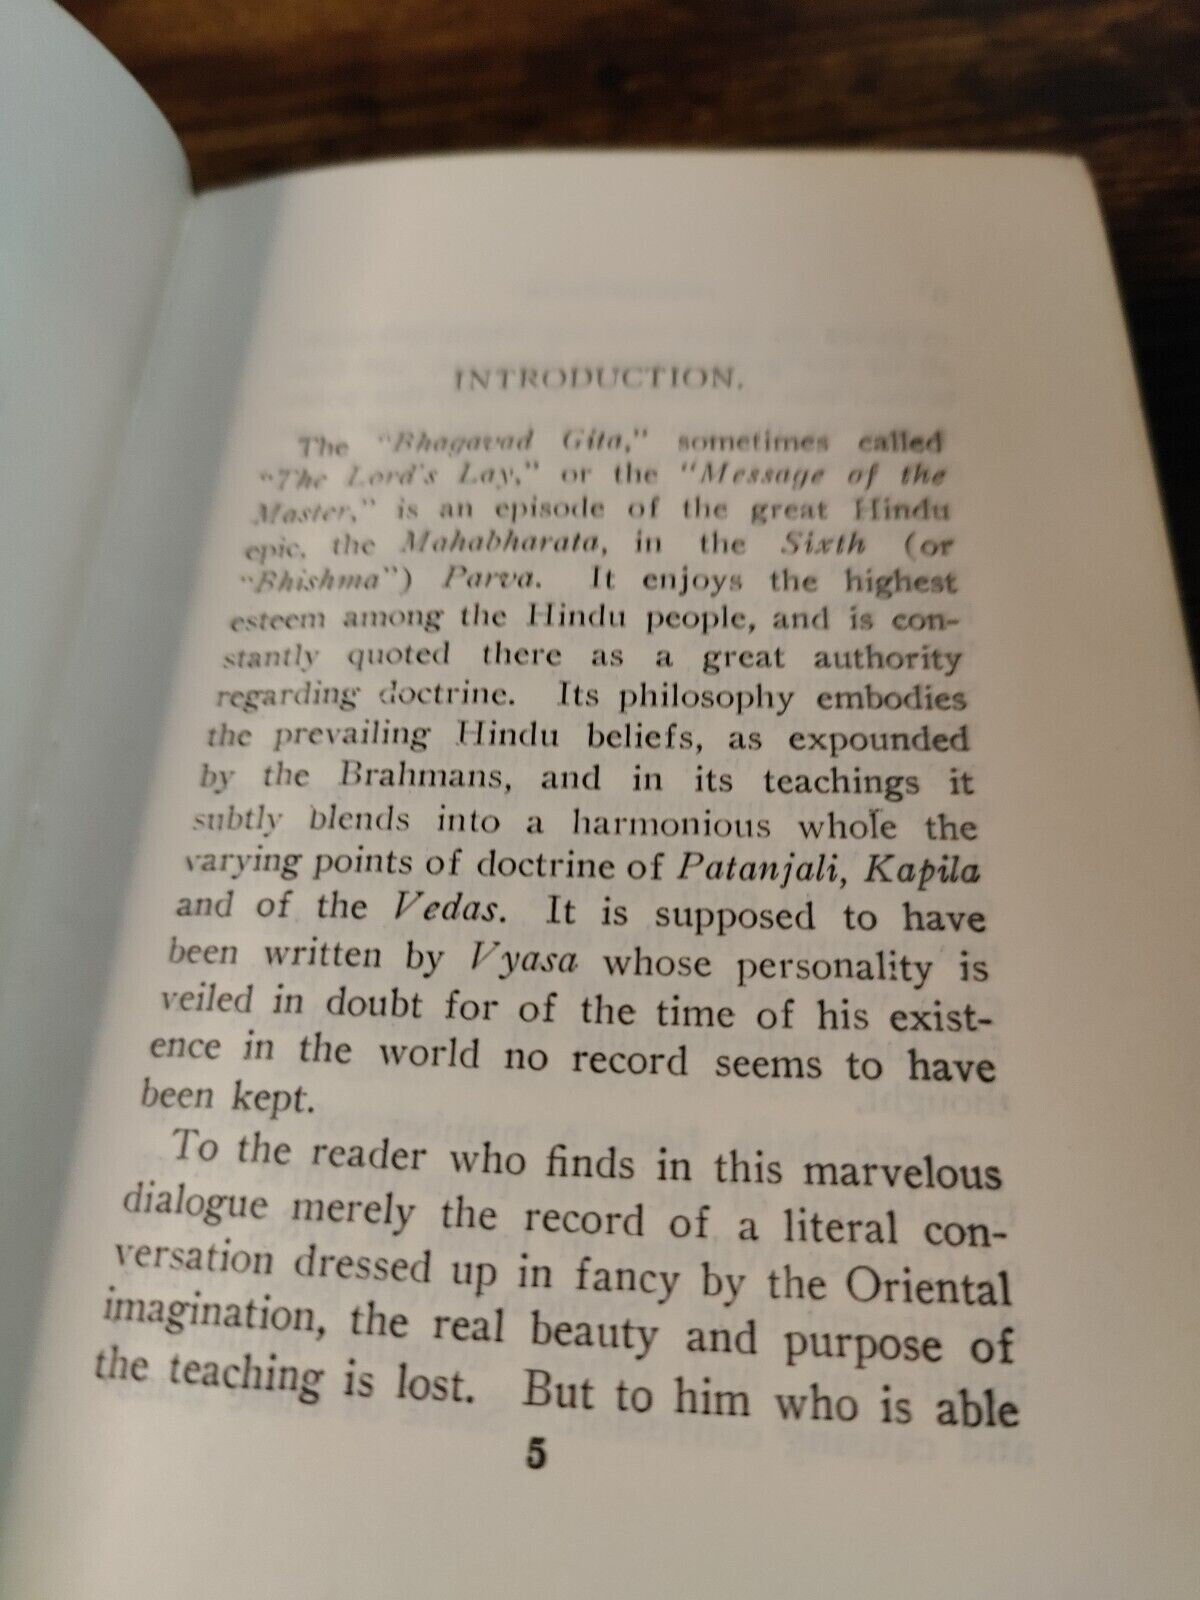 INTRODUCTION.
The "Bhagavad Gita," sometimes called
"The Lord's Lay," or the "Message of the
Master," is an episode of the great Hindu
epic, the Mahabharata, in the Sixth (or
"Bhishma") Parva. It enjoys the highest
esteem among the Hindu people, and is con-
stantly quoted there as a great authority
regarding doctrine. Its philosophy embodies
the prevailing Hindu beliefs, as expounded
by the Brahmans, and in its teachings it
subtly blends into a harmonious whole the
varying points of doctrine of Patanjali, Kapila
and of the Vedas. It is supposed to have
been written by Vyasa whose personality is
veiled in doubt for of the time of his exist-
ence in the world no record seems to have
been kept.
To the reader who finds in this marvelous
dialogue merely the record of a literal con-
versation dressed up in fancy by the Oriental
imagination, the real beauty and purpose of
the teaching is lost. But to him who is able
5